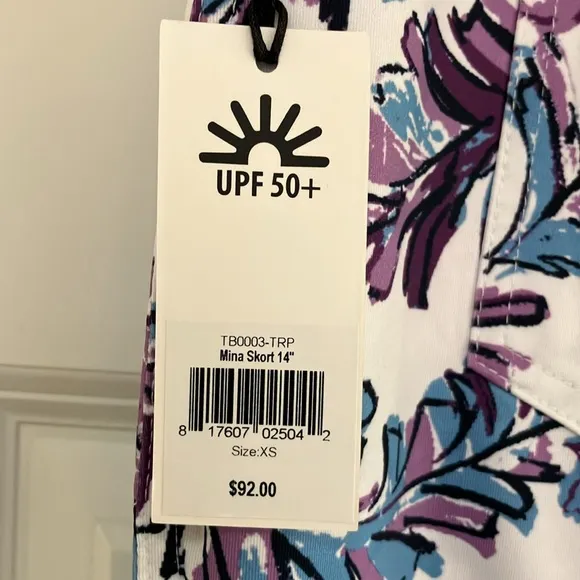 UPF 50+
TB0003-TRP
Mina Skort 14"
8 17607 02504 2
Size:XS
$92.00